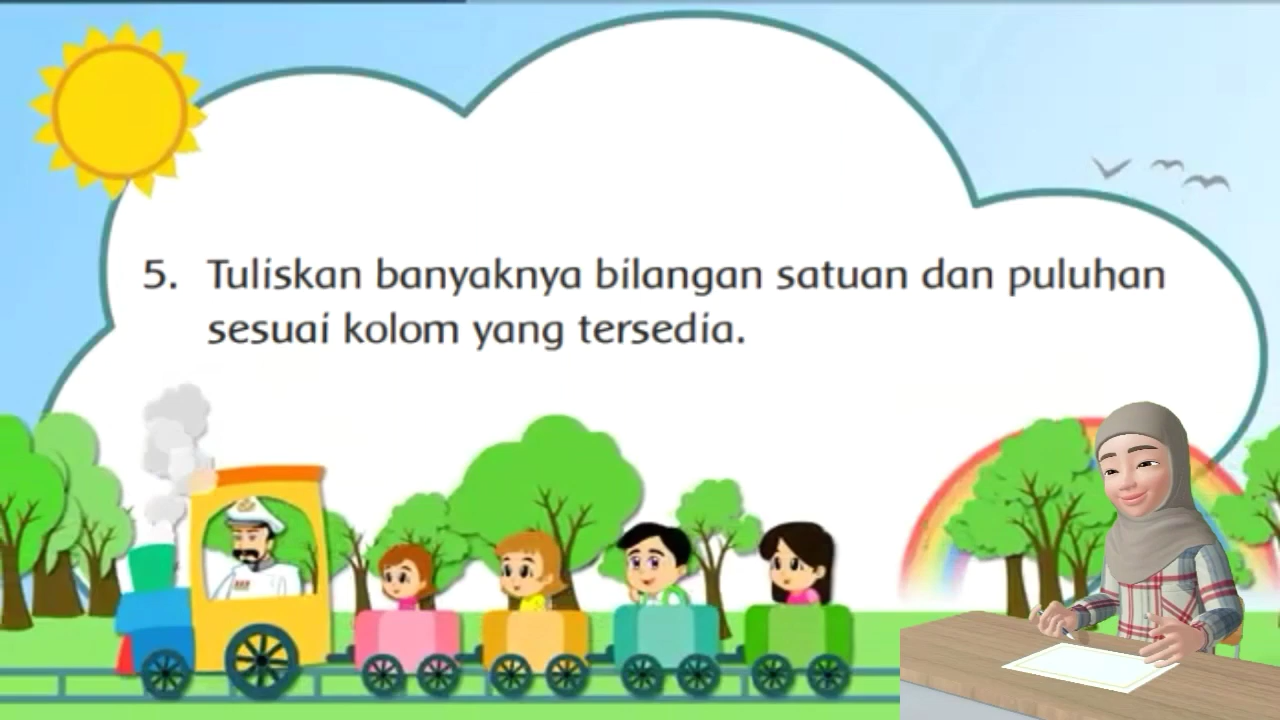 5. Tuliskan banyaknya bilangan satuan dan puluhan
sesuai kolom yang tersedia.